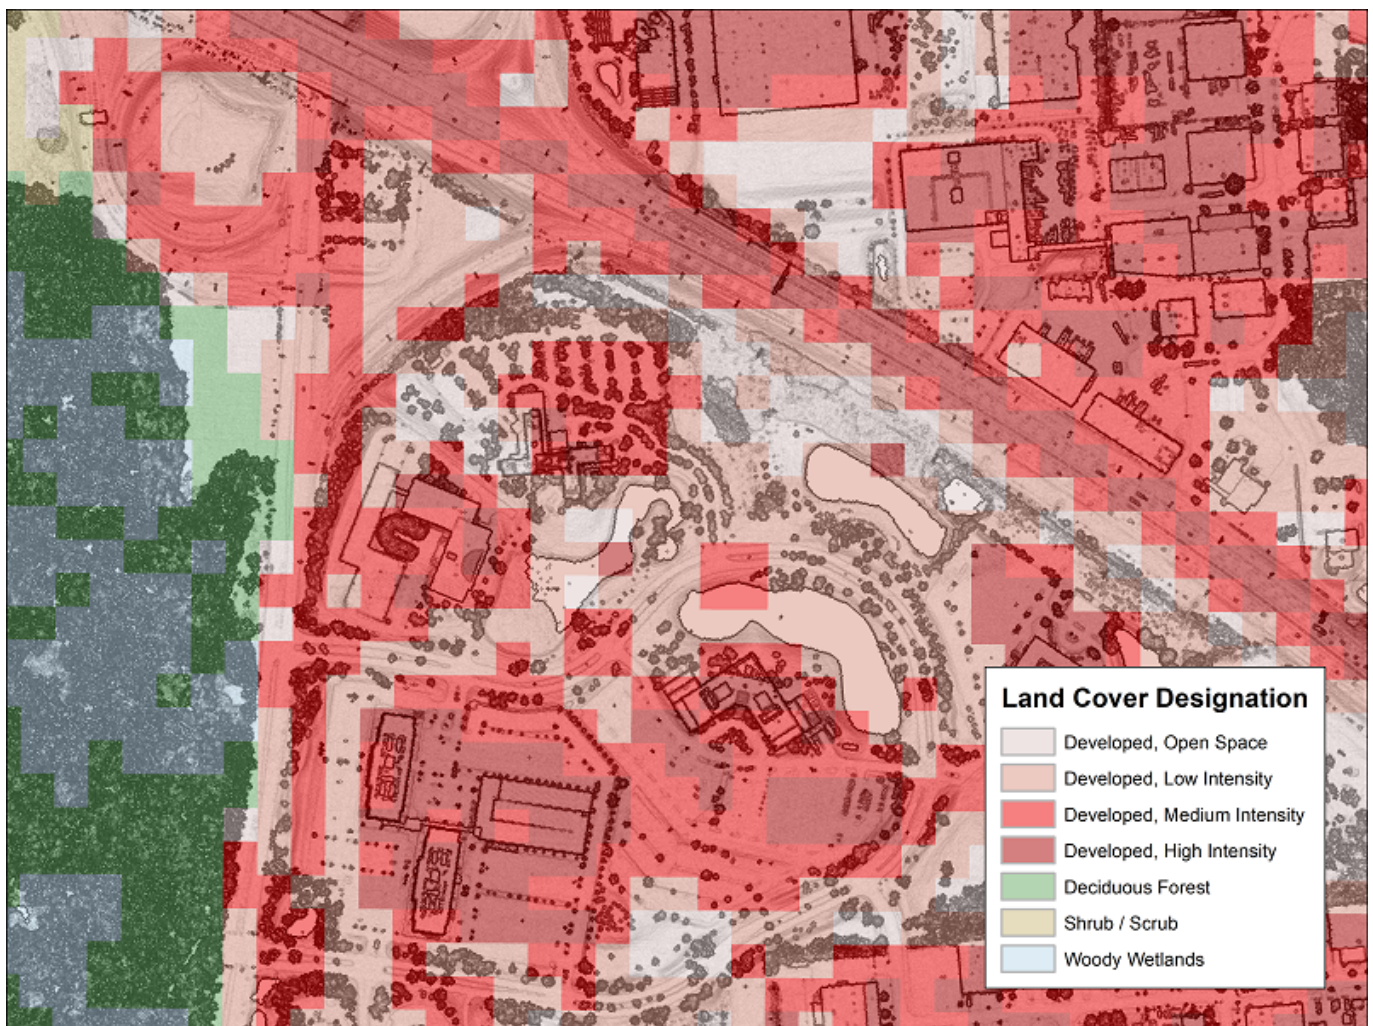 Land Cover Designation
Developed, Open Space
Developed, Low Intensity
Developed, Medium Intensity
Developed, High Intensity
Deciduous Forest
Shrub / Scrub
Woody Wetlands